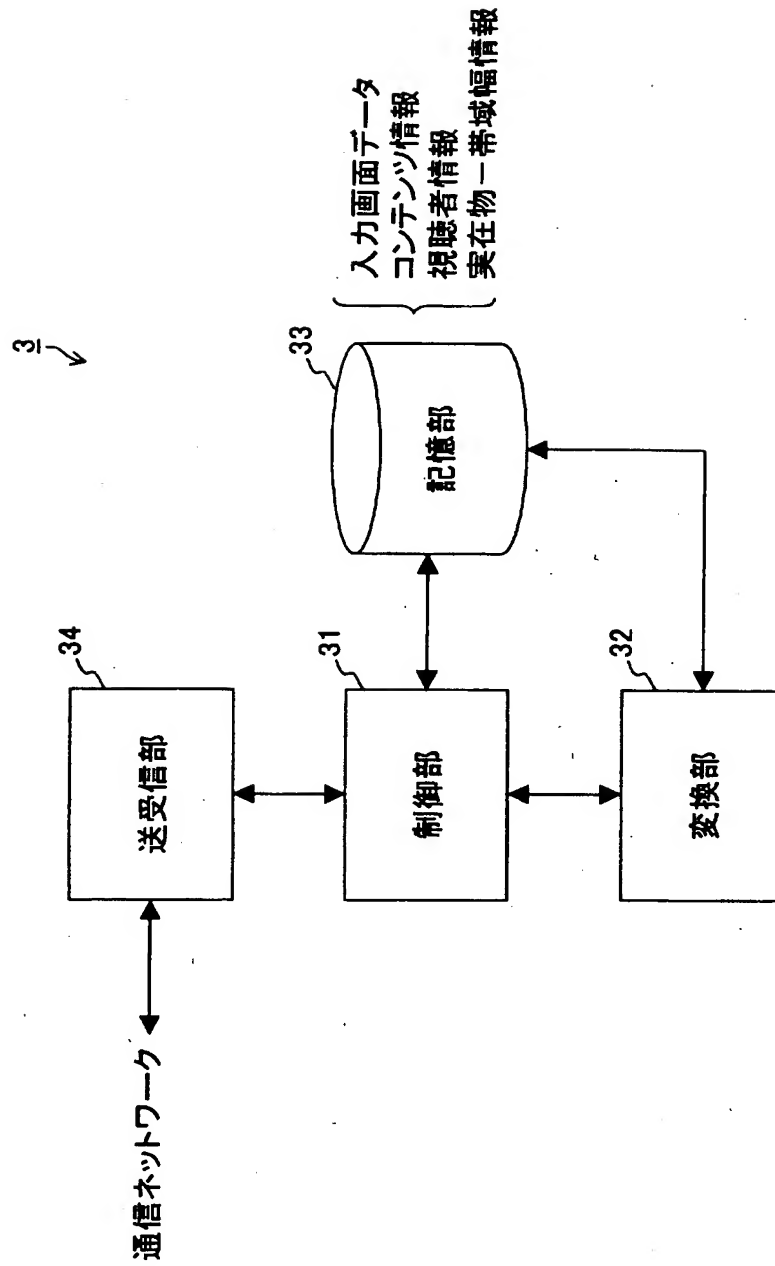 3
34
送受信部
通信ネットワーク
31
制御部
33
記憶部
入力画面データ
コンテンツ情報
視聴者情報
実在物－帯域幅情報
32
変換部